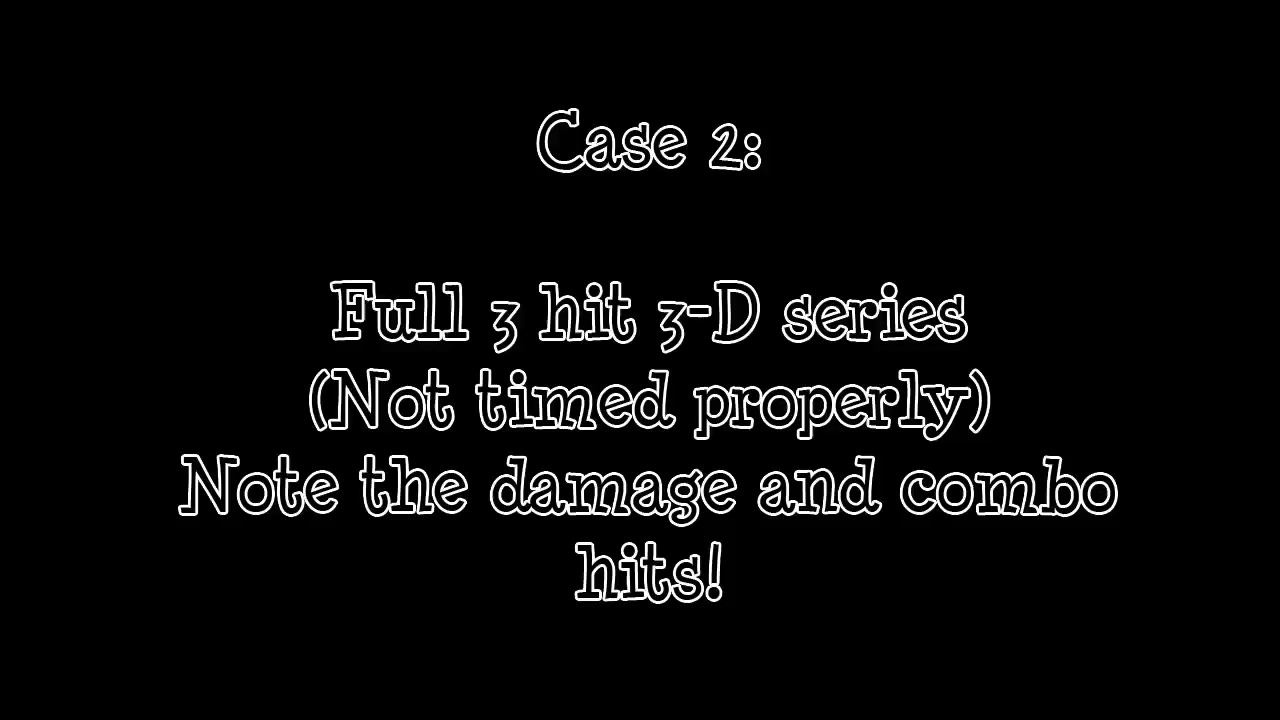 Case 2:
Full 3 hit 3-D series
(Not timed properly)
Note the damage and combo
hits!